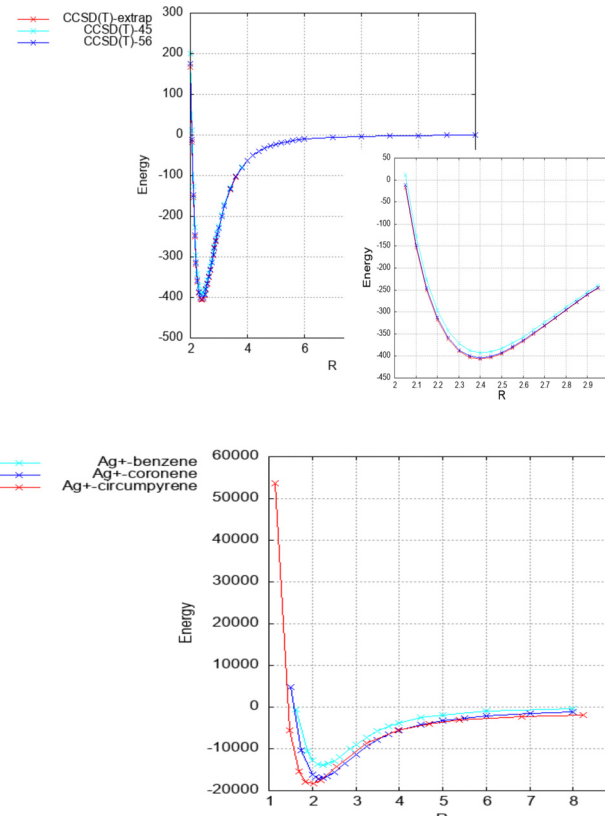 CCSD(T)-extrap
CCSD(T)-45
CCSD(T)-56
300
200
100
0
-100
-200
-300
-400
-500
Energy
2 4 6
R
50
0
-50
-100
-150
-200
-250
-300
-350
-400
-450
Energy
2 2.1 2.2 2.3 2.4 2.5 2.6 2.7 2.8 2.9
R
Ag+-benzene
Ag+-coronene
Ag+-circumpyrene
60000
50000
40000
30000
20000
10000
0
-10000
-20000
Energy
1 2 3 4 5 6 7 8